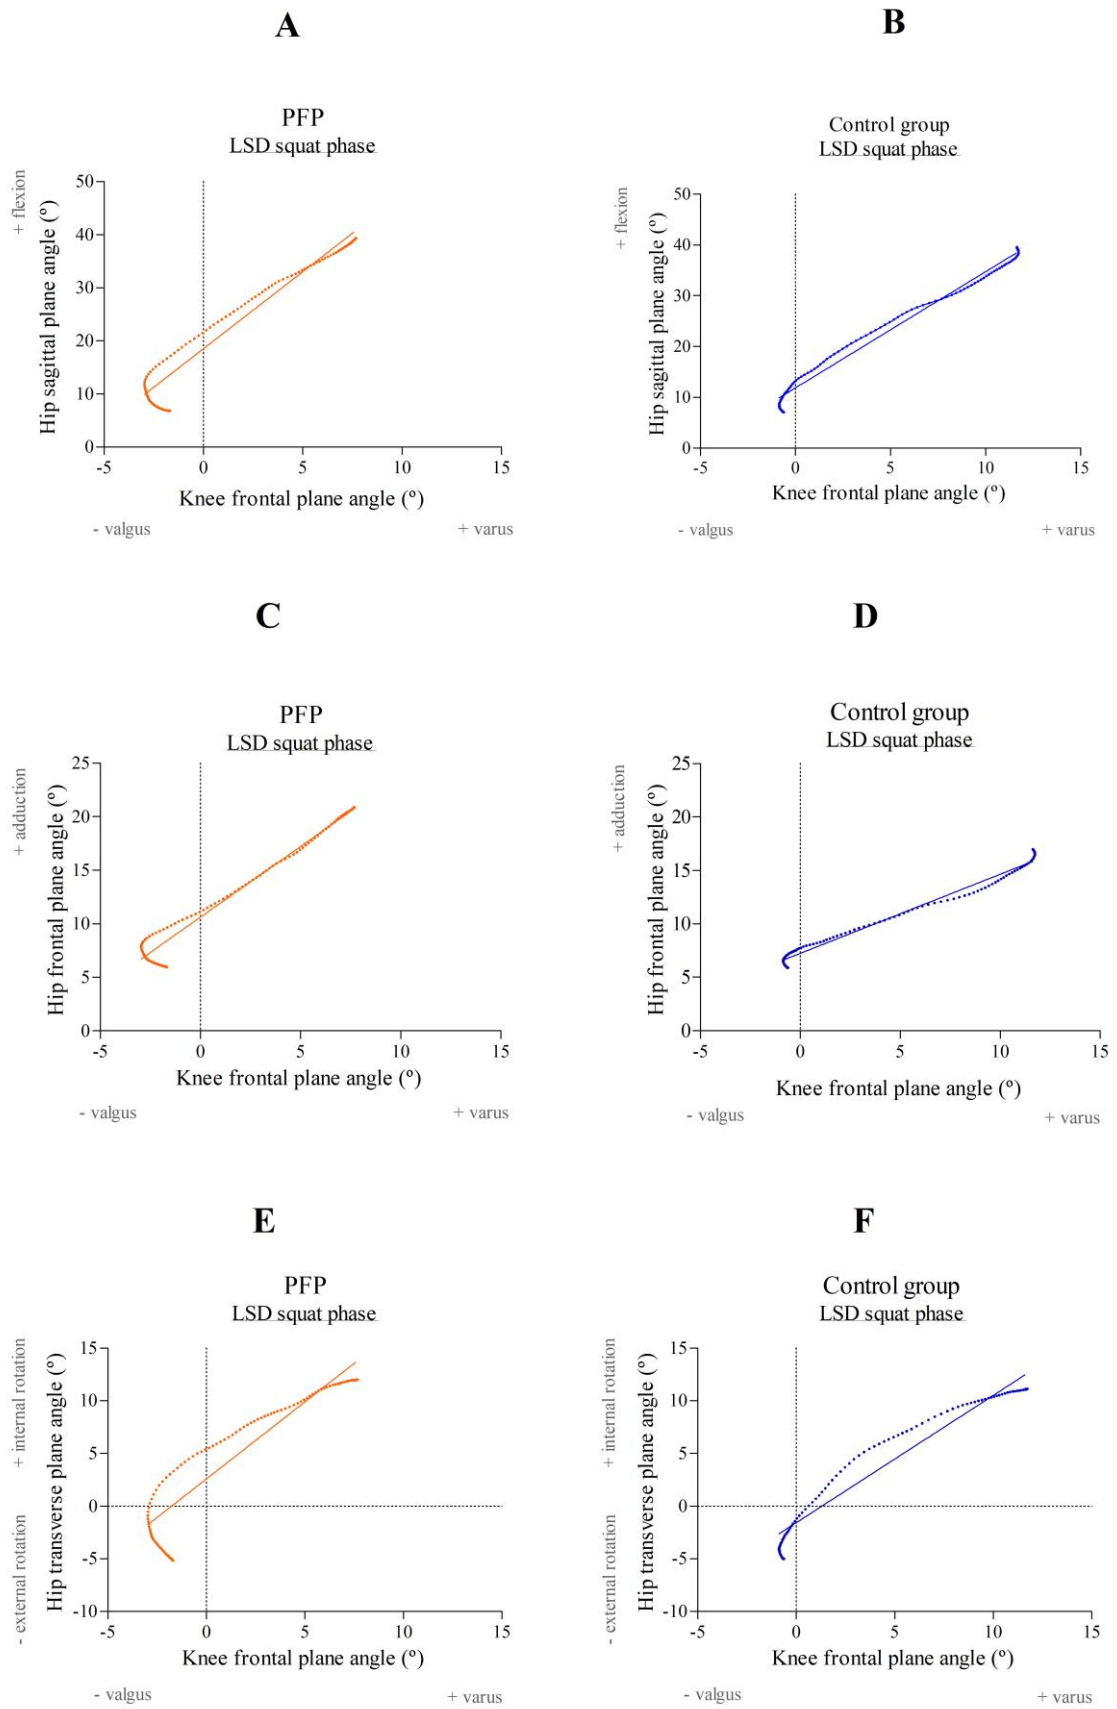 A
B
PFP
LSD squat phase
Control group
LSD squat phase
+ flexion
Hip sagittal plane angle (º)
50
40
30
20
10
0
-5
0
5
10
15
Knee frontal plane angle (º)
- valgus
+ varus
+ flexion
Hip sagittal plane angle (º)
50
40
30
20
10
0
-5
0
5
10
15
Knee frontal plane angle (º)
- valgus
+ varus
C
D
PFP
LSD squat phase
Control group
LSD squat phase
+ adduction
Hip frontal plane angle (º)
25
20
15
10
5
0
-5
0
5
10
15
Knee frontal plane angle (º)
- valgus
+ varus
+ adduction
Hip frontal plane angle (º)
25
20
15
10
5
0
-5
0
5
10
15
Knee frontal plane angle (º)
- valgus
+ varus
E
F
PFP
LSD squat phase
Control group
LSD squat phase
- external rotation
+ internal rotation
Hip transverse plane angle (º)
15
10
5
0
-5
-10
-5
0
5
10
15
Knee frontal plane angle (º)
- valgus
+ varus
- external rotation
+ internal rotation
Hip transverse plane angle (º)
15
10
5
0
-5
-10
-5
0
5
10
15
Knee frontal plane angle (º)
- valgus
+ varus